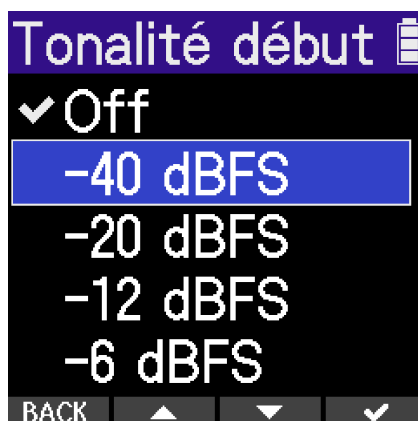 Tonalité début
Off
-40 dBFS
-20 dBFS
-12 dBFS
-6 dBFS
BACK